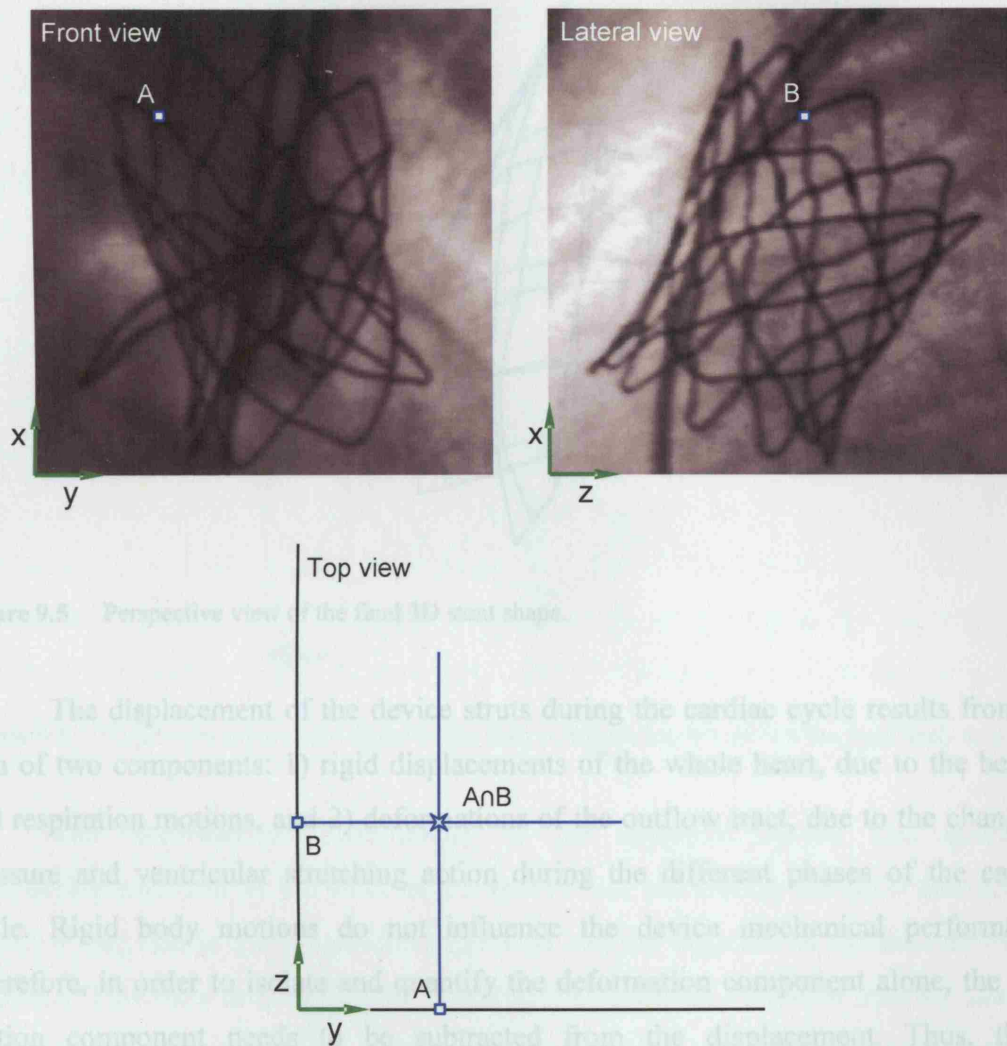 Front view
Lateral view
A
B
x
y
x
z
Top view
ure 9.5 Perspective view of the final 3D stent shape.
The displacement of the device struts during the cardiac cycle results from
of two components: 1) rigid displacements of the whole heart, due to the be
respiration motions, and 2) deformations of the outflow tract, due to the chan
A∩B
B
ssure and ventricular stretching action during the different phases of the ca
le. Rigid body motions do not influence the device mechanical performa
erefore, in order to isolate and quantify the deformation component alone, the
z
A
y
tion component needs to be subtracted from the displacement. Thus, th